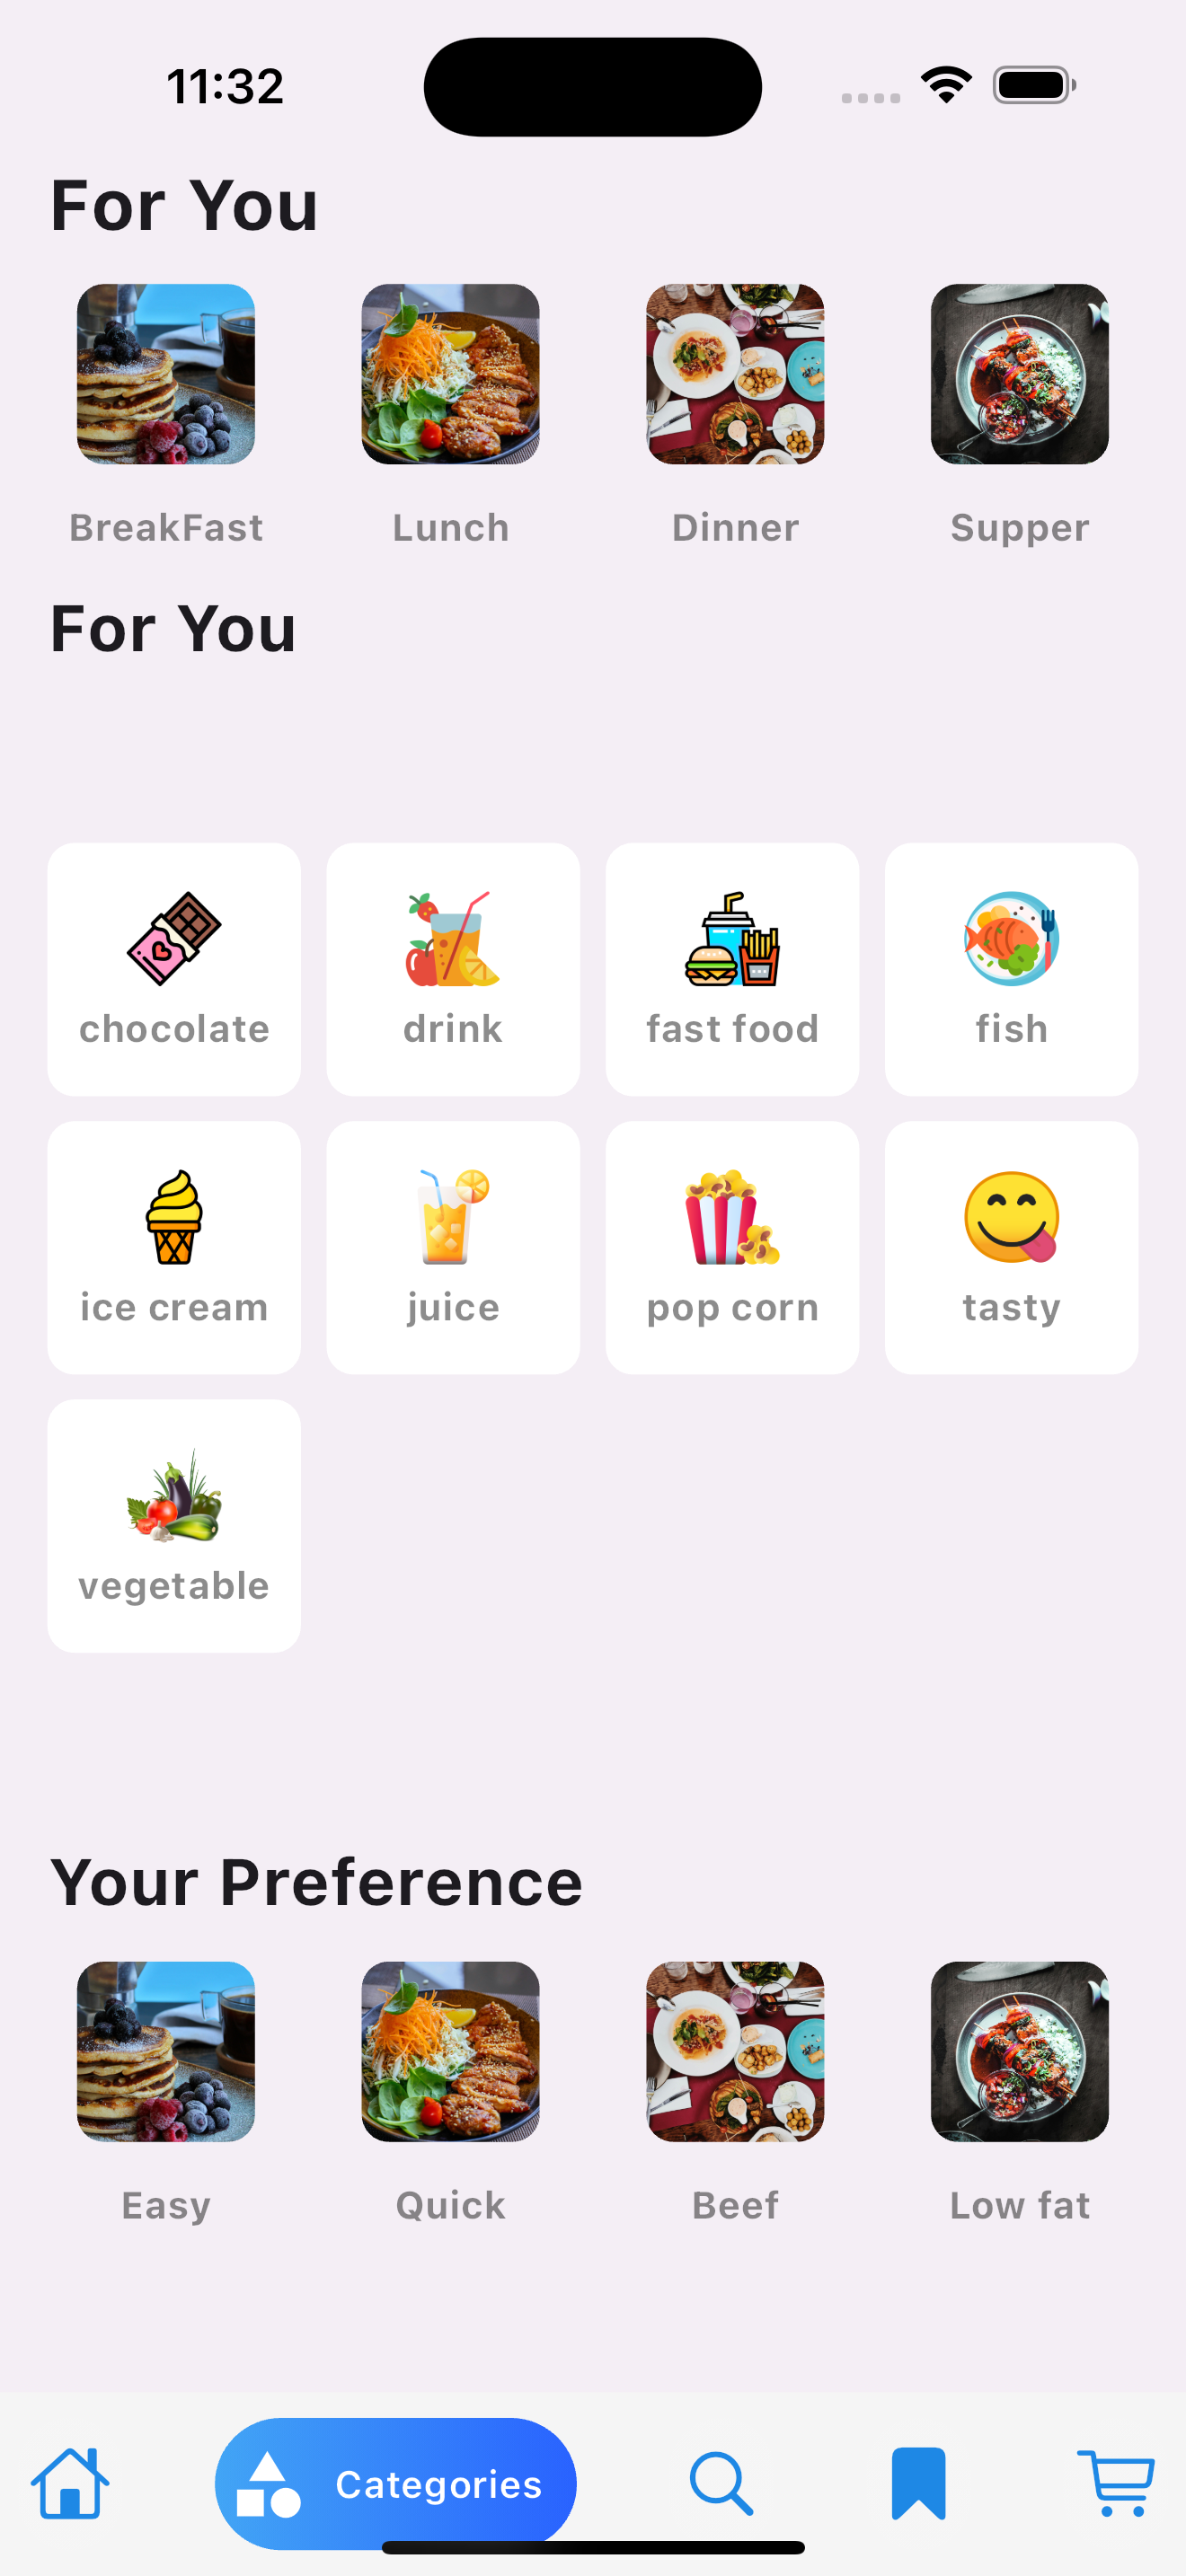 11:32
For You
BreakFast Lunch Dinner Supper
For You
chocolate drink fast food fish
ice cream juice pop corn tasty
vegetable
Your Preference
Easy Quick Beef Low fat
Categories